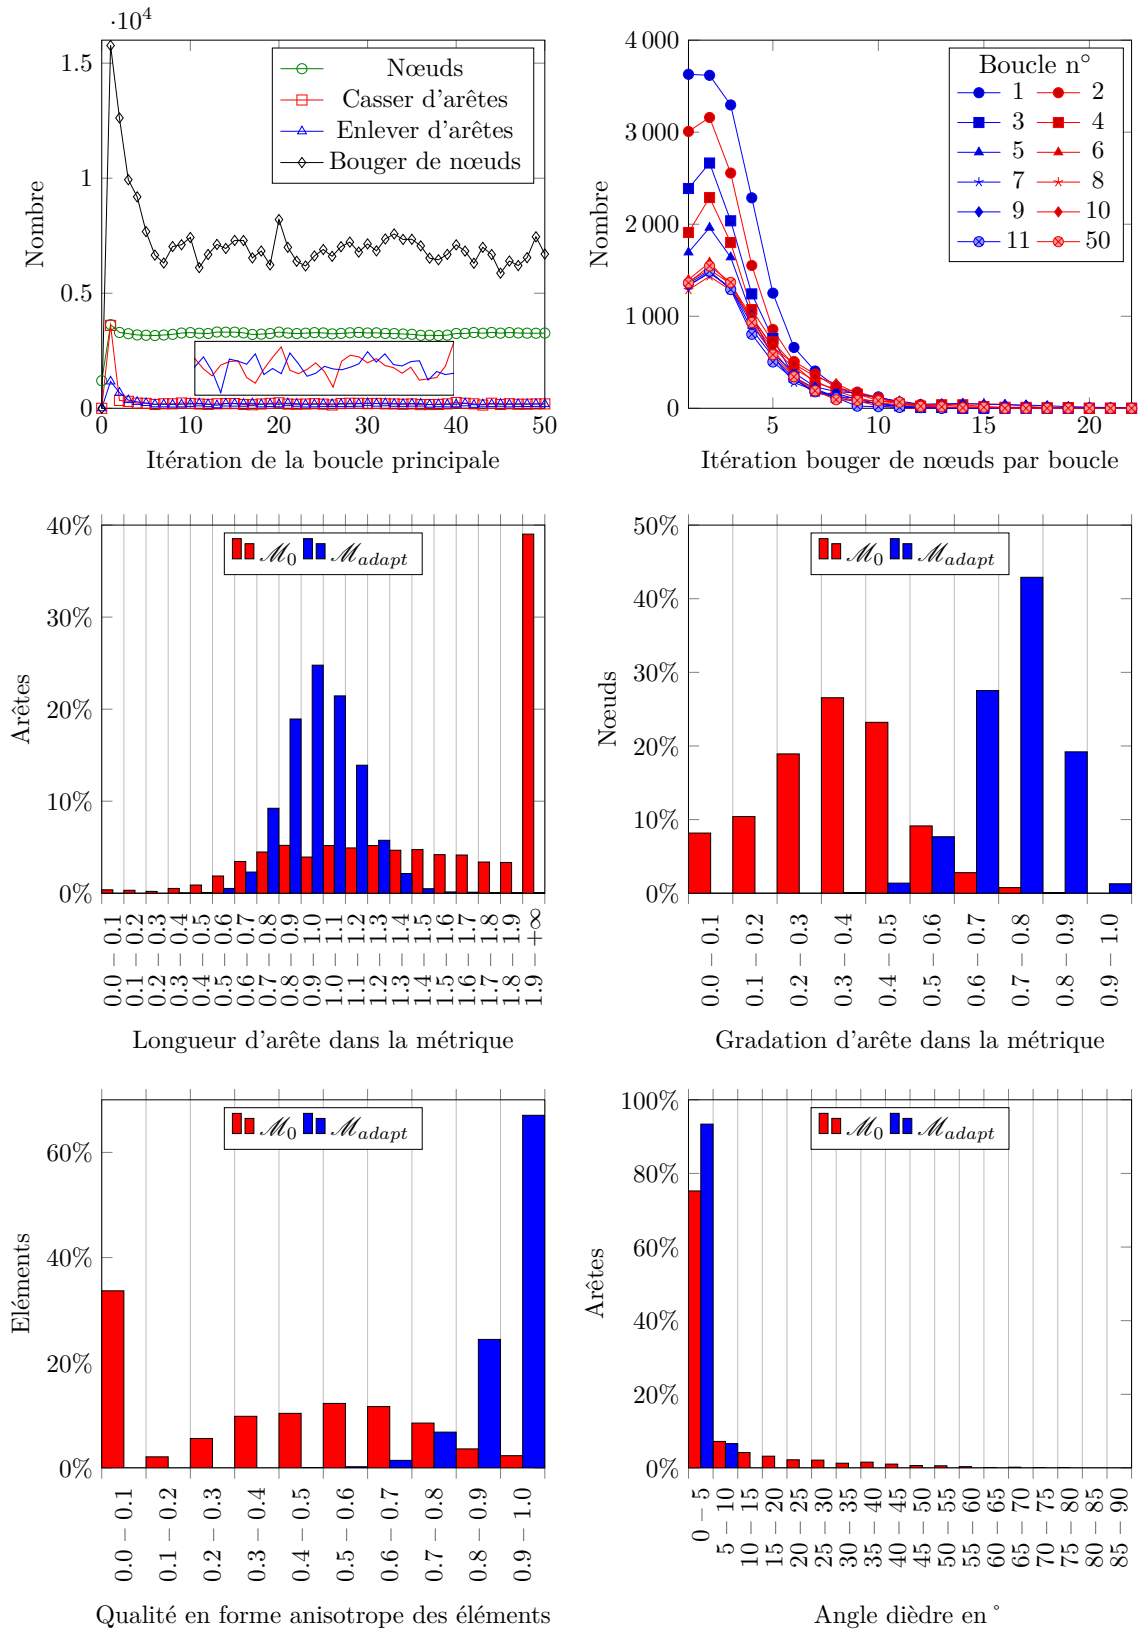 ·10⁴
1.5
1
0.5
0
0 10 20 30 40 50
Nombre
Itération de la boucle principale
Nœuds
Casser d'arêtes
Enlever d'arêtes
Bouger de nœuds
4 000
3 000
2 000
1 000
0
5 10 15 20
Nombre
Itération bouger de nœuds par boucle
Boucle n°
1 2
3 4
5 6
7 8
9 10
11 50
40%
30%
20%
10%
0%
Arêtes
ℳ0 ℳadapt
0.0 – 0.1
0.1 – 0.2
0.2 – 0.3
0.3 – 0.4
0.4 – 0.5
0.5 – 0.6
0.6 – 0.7
0.7 – 0.8
0.8 – 0.9
0.9 – 1.0
1.0 – 1.1
1.1 – 1.2
1.2 – 1.3
1.3 – 1.4
1.4 – 1.5
1.5 – 1.6
1.6 – 1.7
1.7 – 1.8
1.8 – 1.9
1.9 – +∞
Longueur d'arête dans la métrique
50%
40%
30%
20%
10%
0%
Nœuds
ℳ0 ℳadapt
0.0 – 0.1
0.1 – 0.2
0.2 – 0.3
0.3 – 0.4
0.4 – 0.5
0.5 – 0.6
0.6 – 0.7
0.7 – 0.8
0.8 – 0.9
0.9 – 1.0
Gradation d'arête dans la métrique
60%
40%
20%
0%
Eléments
ℳ0 ℳadapt
0.0 – 0.1
0.1 – 0.2
0.2 – 0.3
0.3 – 0.4
0.4 – 0.5
0.5 – 0.6
0.6 – 0.7
0.7 – 0.8
0.8 – 0.9
0.9 – 1.0
Qualité en forme anisotrope des éléments
100%
80%
60%
40%
20%
0%
Arêtes
ℳ0 ℳadapt
0 – 5
5 – 10
10 – 15
15 – 20
20 – 25
25 – 30
30 – 35
35 – 40
40 – 45
45 – 50
50 – 55
55 – 60
60 – 65
65 – 70
70 – 75
75 – 80
80 – 85
85 – 90
Angle dièdre en °